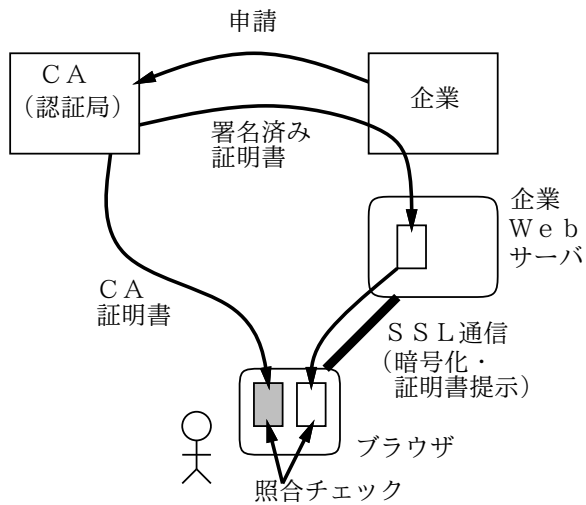 申請
ＣＡ
（認証局）
企業
署名済み
証明書
企業
Ｗｅｂ
サーバ
ＣＡ
証明書
ＳＳＬ通信
（暗号化・
証明書提示）
ブラウザ
照合チェック